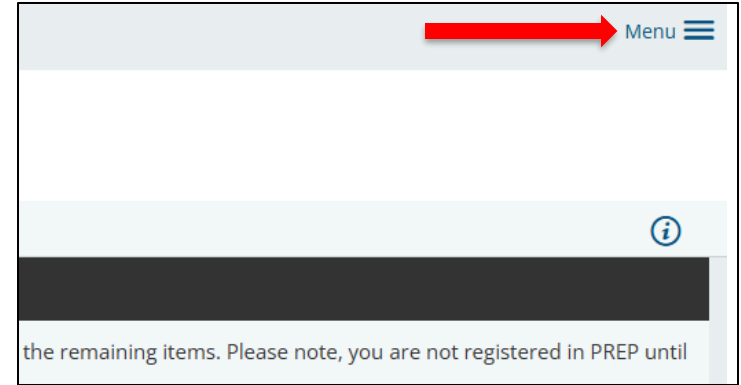 Menu
i
the remaining items. Please note, you are not registered in PREP until